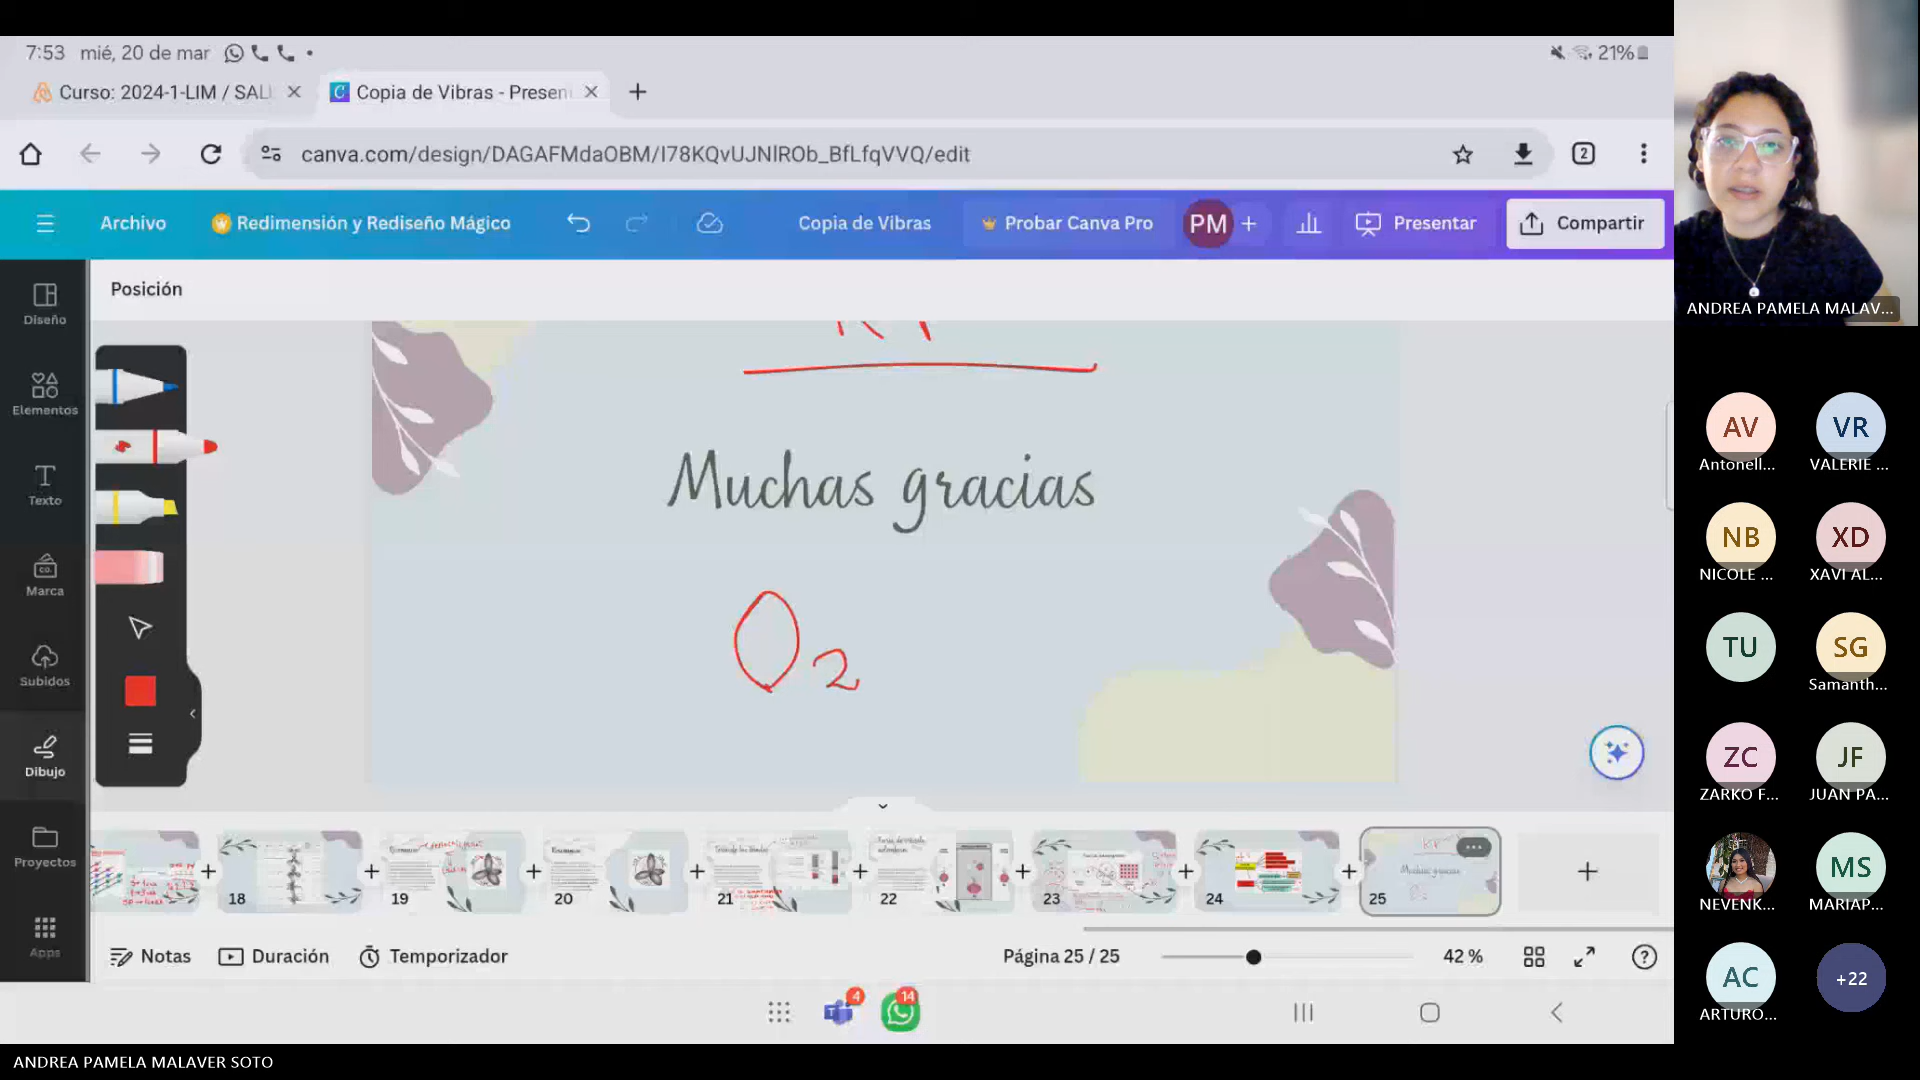 7:53 mié, 20 de mar
21%
Curso: 2024-1-LIM / SAL
Copia de Vibras - Presen
canva.com/design/DAGAFMdaOBM/I78KQvUJNlROb_BfLfqVVQ/edit
2
Archivo
Redimensión y Rediseño Mágico
Copia de Vibras
Probar Canva Pro
PM
Presentar
Compartir
Posición
Diseño
Elementos
Texto
Marca
Subidos
Dibujo
Proyectos
Apps
Muchas gracias
O2
18
19
20
21
22
23
24
25
Notas
Duración
Temporizador
Página 25 / 25
42 %
4
14
ANDREA PAMELA MALAVER SOTO
ANDREA PAMELA MALAV...
AV
Antonell...
VR
VALERIE ...
NB
NICOLE ...
XD
XAVI AL...
TU
SG
Samanth...
ZC
ZARKO F...
JF
JUAN PA...
NEVENK...
MS
MARIAP...
AC
ARTURO...
+22